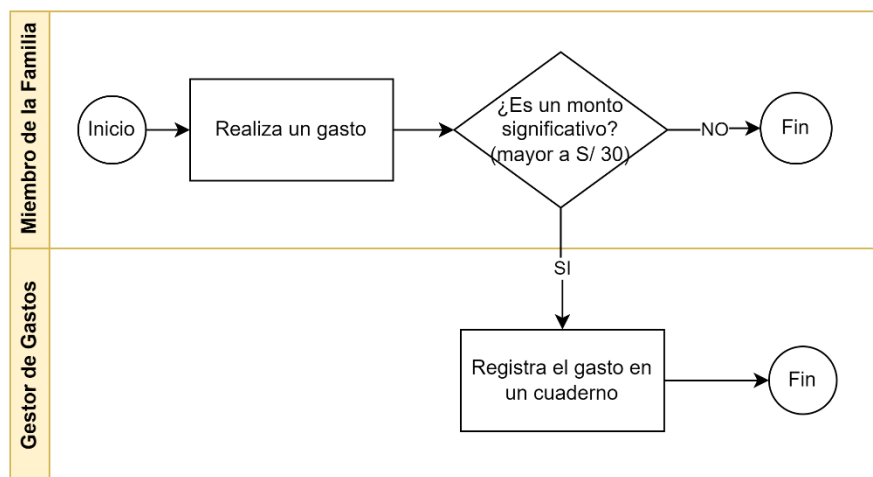 Miembro de la Familia
Inicio
Realiza un gasto
¿Es un monto
significativo?
(mayor a S/ 30)
NO
Fin
SI
Gestor de Gastos
Registra el gasto en
un cuaderno
Fin